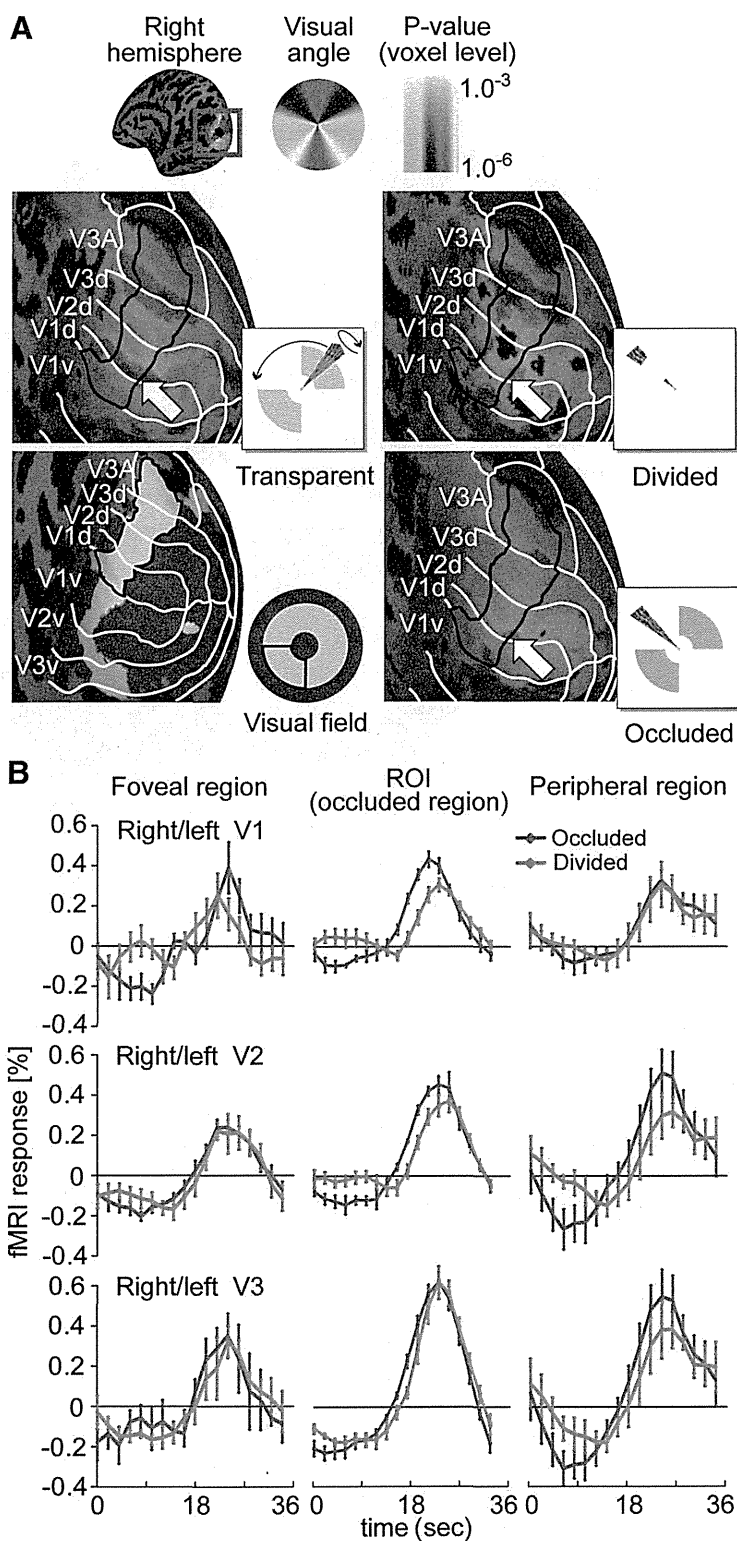 A
Right hemisphere
Visual angle
P-value (voxel level)
1.0-3
1.0-6
V3A
V3d
V2d
V1d
V1v
Transparent
V3A
V3d
V2d
V1d
V1v
Divided
V3A
V3d
V2d
V1d
V1v
V2v
V3v
Visual field
V3A
V3d
V2d
V1d
V1v
Occluded
B
Foveal region
ROI (occluded region)
Peripheral region
Right/left V1
Occluded
Divided
0.6
0.4
0.2
0
-0.2
-0.4
Right/left V2
0.6
0.4
0.2
0
-0.2
-0.4
Right/left V3
0.6
0.4
0.2
0
-0.2
-0.4
fMRI response [%]
0
18
36
0
18
36
0
18
36
time (sec)